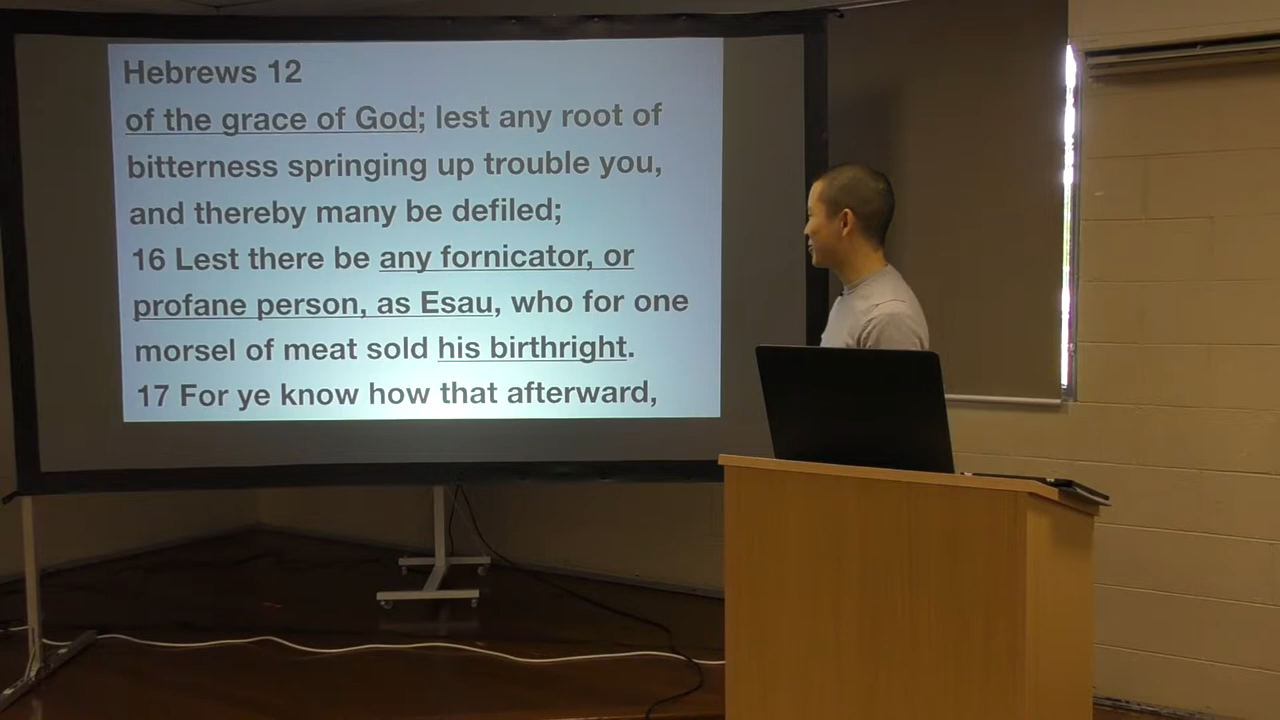 Hebrews 12
of the grace of God; lest any root of
bitterness springing up trouble you,
and thereby many be defiled;
16 Lest there be any fornicator, or
profane person, as Esau, who for one
morsel of meat sold his birthright.
17 For ye know how that afterward,